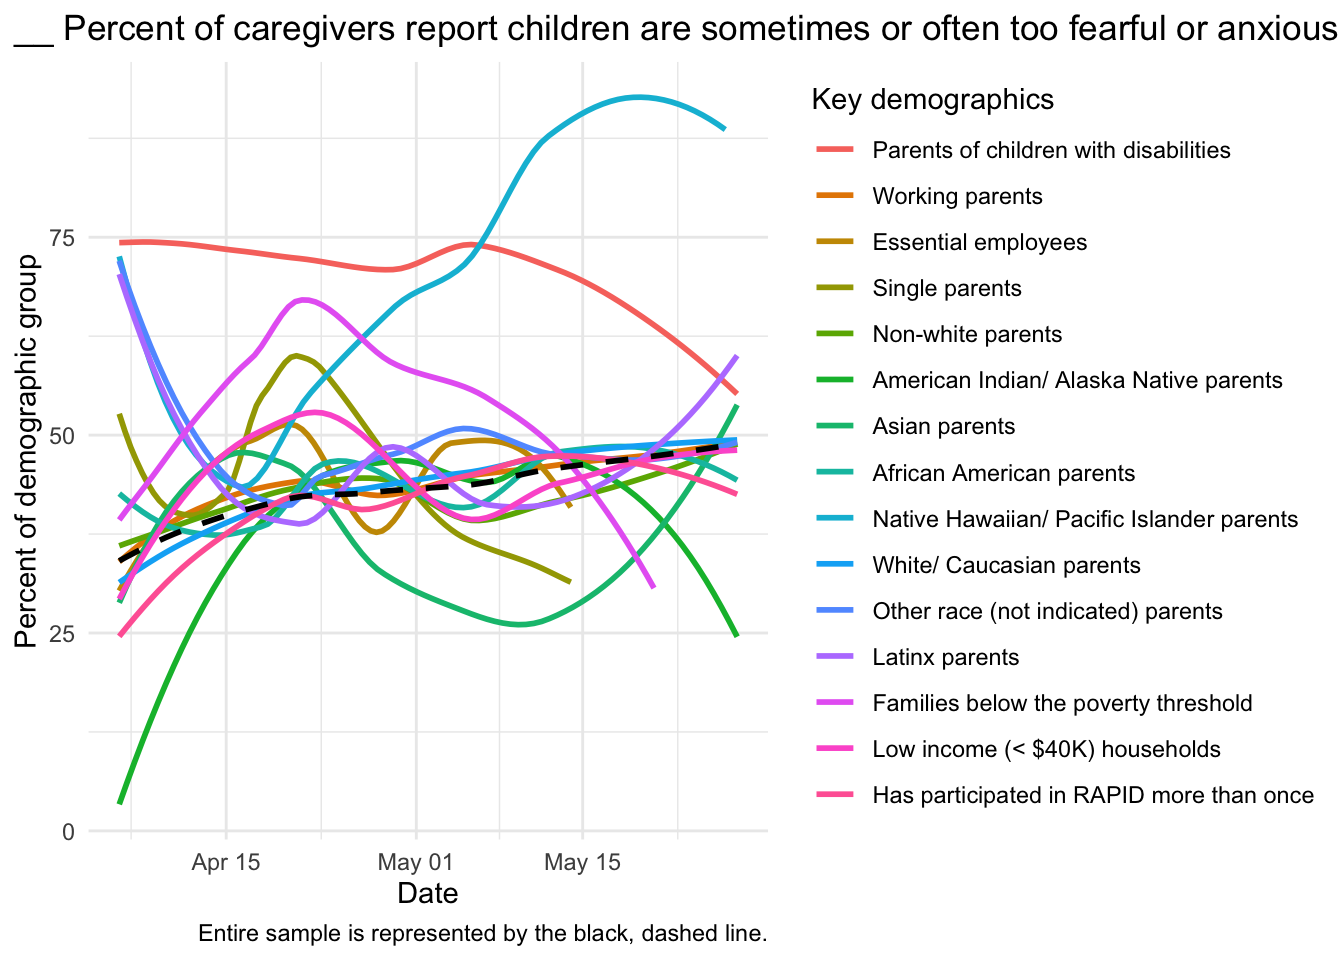 __ Percent of caregivers report children are sometimes or often too fearful or anxious
Key demographics
Parents of children with disabilities
Working parents
Essential employees
Single parents
Non-white parents
American Indian/ Alaska Native parents
Asian parents
African American parents
Native Hawaiian/ Pacific Islander parents
White/ Caucasian parents
Other race (not indicated) parents
Latinx parents
Families below the poverty threshold
Low income (< $40K) households
Has participated in RAPID more than once
Percent of demographic group
75
50
25
0
Apr 15
May 01
May 15
Date
Entire sample is represented by the black, dashed line.